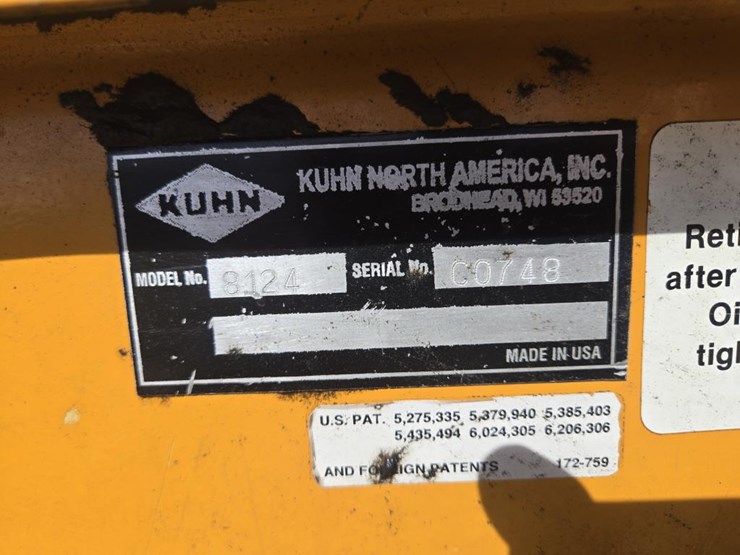 KUHN
KUHN NORTH AMERICA, INC.
BRODHEAD, WI 53520
MODEL No. 8124 SERIAL No. C0748
MADE IN USA
U.S. PAT. 5,275,335 5,379,940 5,385,403
5,435,494 6,024,305 6,206,306
AND FOREIGN PATENTS 172-759
Reti
after
Oi
tigl